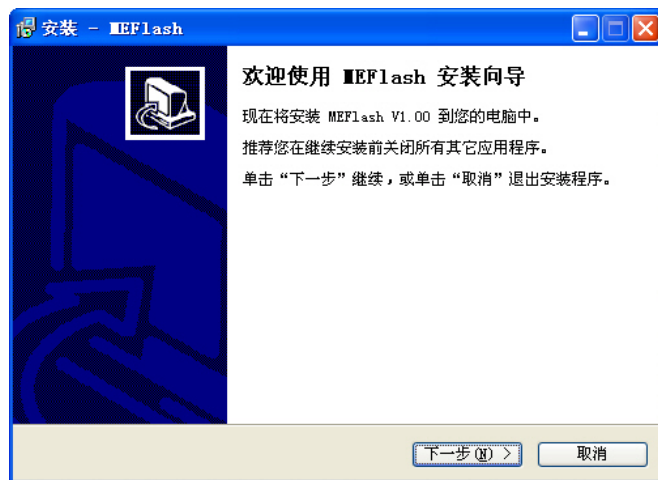 安装 - MEFlash
欢迎使用 MEFlash 安装向导
现在将安装 MEFlash V1.00 到您的电脑中。
推荐您在继续安装前关闭所有其它应用程序。
单击“下一步”继续，或单击“取消”退出安装程序。
下一步(N) >
取消